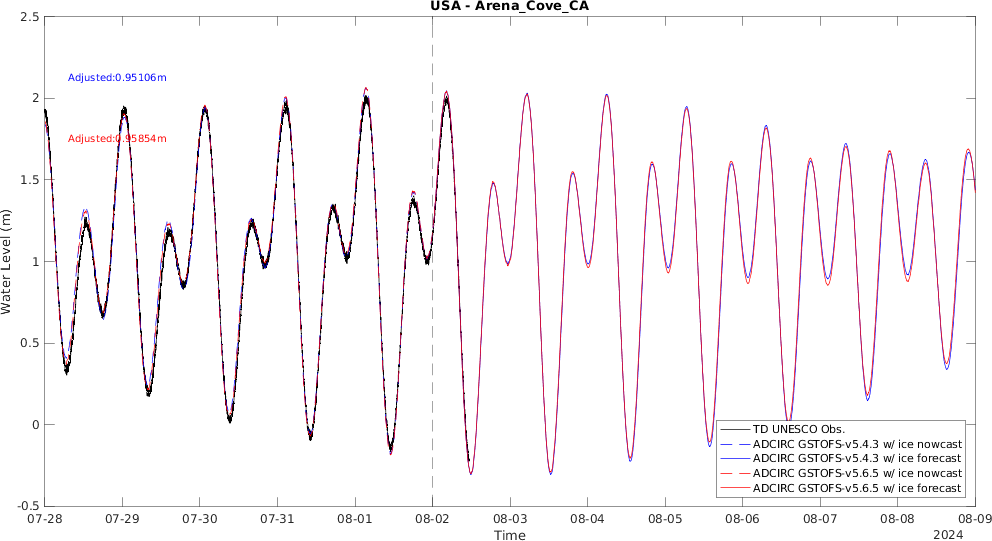 USA - Arena_Cove_CA
2.5
2
1.5
1
0.5
0
-0.5
Water Level (m)
Adjusted:0.95106m
Adjusted:0.95854m
TD UNESCO Obs.
ADCIRC GSTOFS-v5.4.3 w/ ice nowcast
ADCIRC GSTOFS-v5.4.3 w/ ice forecast
ADCIRC GSTOFS-v5.6.5 w/ ice nowcast
ADCIRC GSTOFS-v5.6.5 w/ ice forecast
07-28 07-29 07-30 07-31 08-01 08-02 08-03 08-04 08-05 08-06 08-07 08-08 08-09
Time
2024